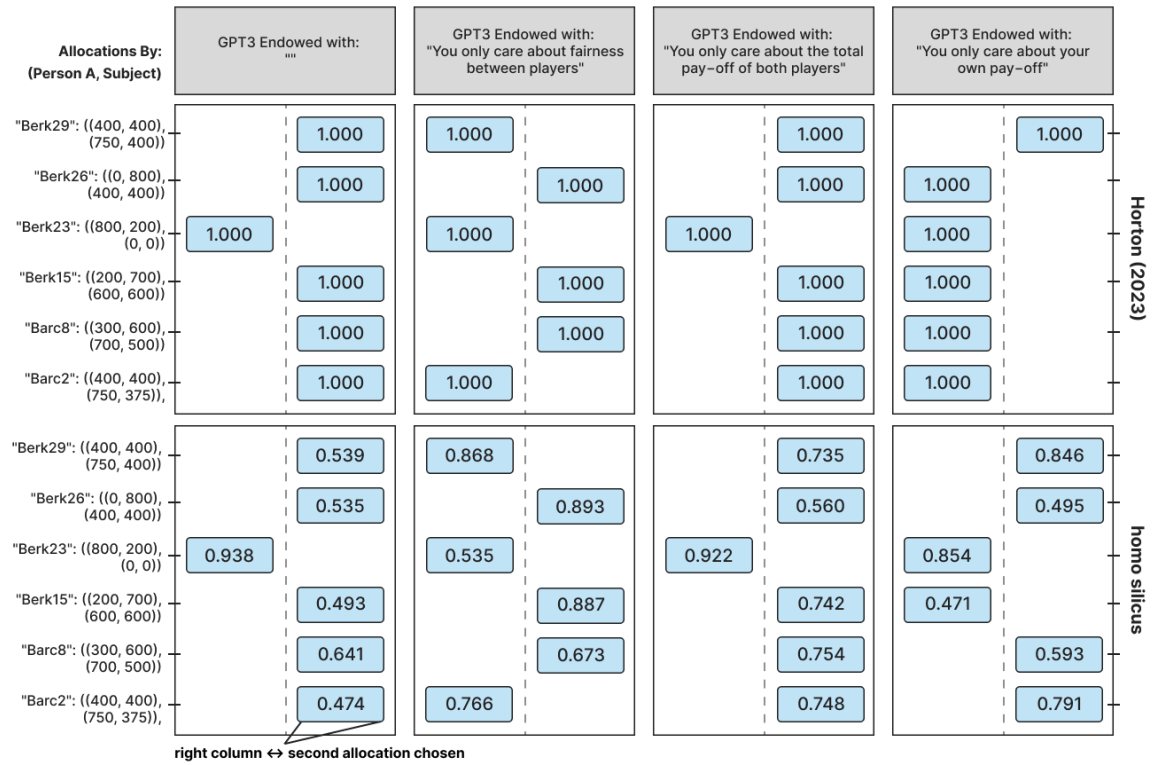 Allocations By:
(Person A, Subject)
GPT3 Endowed with:
""
GPT3 Endowed with:
"You only care about fairness
between players"
GPT3 Endowed with:
"You only care about the total
pay-off of both players"
GPT3 Endowed with:
"You only care about your
own pay-off"
"Berk29": ((400, 400),
(750, 400))
1.000 1.000 1.000 1.000
"Berk26": ((0, 800),
(400, 400))
1.000 1.000 1.000 1.000
"Berk23": ((800, 200),
(0, 0))
1.000 1.000 1.000 1.000
"Berk15": ((200, 700),
(600, 600))
1.000 1.000 1.000 1.000
"Barc8": ((300, 600),
(700, 500))
1.000 1.000 1.000 1.000
"Barc2": ((400, 400),
(750, 375)),
1.000 1.000 1.000 1.000
Horton (2023)
"Berk29": ((400, 400),
(750, 400))
0.539 0.868 0.735 0.846
"Berk26": ((0, 800),
(400, 400))
0.535 0.893 0.560 0.495
"Berk23": ((800, 200),
(0, 0))
0.938 0.535 0.922 0.854
"Berk15": ((200, 700),
(600, 600))
0.493 0.887 0.742 0.471
"Barc8": ((300, 600),
(700, 500))
0.641 0.673 0.754 0.593
"Barc2": ((400, 400),
(750, 375)),
0.474 0.766 0.748 0.791
homo silicus
right column ↔ second allocation chosen